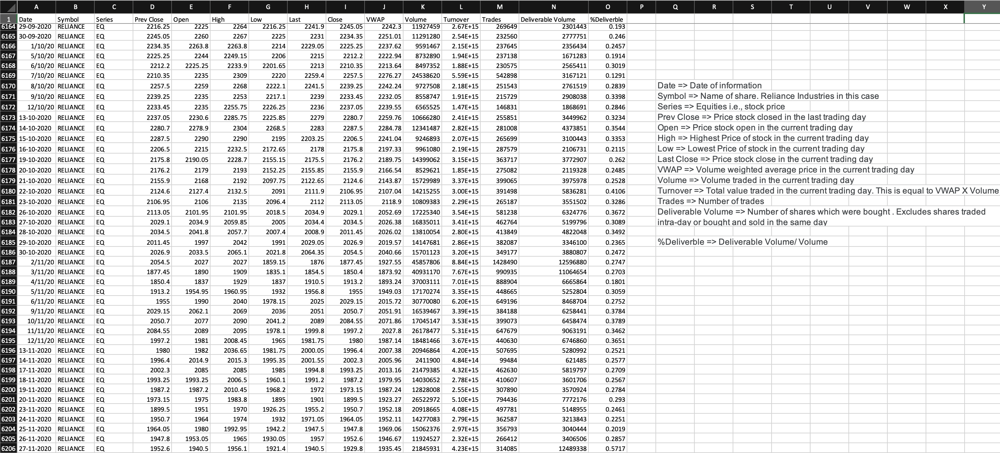 A B C D E F G H I J K L M N O P Q R S T U V W X Y
1 Date Symbol Series Prev Close Open High Low Last Close VWAP Volume Turnover Trades Deliverable Volume %Deliverble
6164 29-09-2020 RELIANCE EQ 2216.25 2225 2264 2216.25 2241.9 2245.05 2242.3 11927459 2.67E+15 269649 2301443 0.193
6165 30-09-2020 RELIANCE EQ 2245.05 2260 2267 2225 2231 2234.35 2251.01 11291280 2.54E+15 232560 2777751 0.246
6166 1/10/20 RELIANCE EQ 2234.35 2263.8 2263.8 2214 2229.05 2225.25 2237.62 9591467 2.15E+15 237645 2356434 0.2457
6167 5/10/20 RELIANCE EQ 2225.25 2244 2249.15 2206 2215 2212.2 2222.94 8732890 1.94E+15 237138 1671283 0.1914
6168 6/10/20 RELIANCE EQ 2212.2 2225.25 2233.9 2201.65 2213 2210.35 2213.64 8497352 1.88E+15 230575 2565411 0.3019
6169 7/10/20 RELIANCE EQ 2210.35 2235 2309 2220 2259.4 2257.5 2276.27 24538620 5.59E+15 542898 3167121 0.1291
6170 8/10/20 RELIANCE EQ 2257.5 2259 2268 2222.1 2241.5 2239.25 2242.24 9727508 2.18E+15 251543 2761519 0.2839 Date => Date of information
6171 9/10/20 RELIANCE EQ 2239.25 2235 2253 2217.1 2239 2233.45 2232.05 8558747 1.91E+15 215729 2908038 0.3398 Symbol => Name of share. Reliance Industries in this case
6172 12/10/20 RELIANCE EQ 2233.45 2235 2255.75 2226.25 2236 2237.05 2239.55 6565525 1.47E+15 146831 1868691 0.2846 Series => Equities i.e., stock price
6173 13-10-2020 RELIANCE EQ 2237.05 2230.6 2285.75 2225.85 2279 2280.7 2259.76 10666280 2.41E+15 255851 3449962 0.3234 Prev Close => Price stock closed in the last trading day
6174 14-10-2020 RELIANCE EQ 2280.7 2278.9 2304 2268.5 2283 2287.5 2284.78 12341487 2.82E+15 281008 4373851 0.3544 Open => Price stock open in the current trading day
6175 15-10-2020 RELIANCE EQ 2287.5 2290 2290 2195 2203.25 2206.5 2241.04 9246893 2.07E+15 265699 3100443 0.3353 High => Highest Price of stock in the current trading day
6176 16-10-2020 RELIANCE EQ 2206.5 2215 2232.5 2172.65 2178 2175.8 2197.33 9961080 2.19E+15 287579 2106731 0.2115 Low => Lowest Price of stock in the current trading day
6177 19-10-2020 RELIANCE EQ 2175.8 2190.05 2228.7 2155.15 2175.5 2176.2 2189.75 14399062 3.15E+15 363717 3772907 0.262 Last Close => Price stock close in the current trading day
6178 20-10-2020 RELIANCE EQ 2176.2 2179 2193 2152.25 2155.85 2155.9 2166.54 8529621 1.85E+15 275082 2119328 0.2485 VWAP => Volume weighted average price in the current trading day
6179 21-10-2020 RELIANCE EQ 2155.9 2168 2192 2097.75 2122.65 2124.6 2143.87 15729989 3.37E+15 399065 3975978 0.2528 Volume => Volume traded in the current trading day
6180 22-10-2020 RELIANCE EQ 2124.6 2127.4 2132.5 2091 2111.9 2106.95 2107.04 14215255 3.00E+15 391498 5836281 0.4106 Turnover => Total value traded in the current trading day. This is equal to VWAP X Volume
6181 23-10-2020 RELIANCE EQ 2106.95 2106 2135 2096.4 2112 2113.05 2118.9 10809383 2.29E+15 265187 3551502 0.3286 Trades => Number of trades
6182 26-10-2020 RELIANCE EQ 2113.05 2101.95 2101.95 2018.5 2034.9 2029.1 2052.69 17225340 3.54E+15 581238 6324776 0.3672 Deliverable Volume => Number of shares which were bought . Excludes shares traded
6183 27-10-2020 RELIANCE EQ 2029.1 2034.9 2059.85 2005 2034.4 2034.5 2026.38 16835011 3.41E+15 462764 5199796 0.3089 intra-day or bought and sold in the same day
6184 28-10-2020 RELIANCE EQ 2034.5 2041.8 2057.7 2007.4 2008.9 2011.45 2026.02 13810054 2.80E+15 413849 4822048 0.3492
6185 29-10-2020 RELIANCE EQ 2011.45 1997 2042 1991 2029.05 2026.9 2019.57 14147681 2.86E+15 382087 3346100 0.2365 %Deliverble => Deliverable Volume/ Volume
6186 30-10-2020 RELIANCE EQ 2026.9 2033.5 2065.1 2021.8 2064.35 2054.5 2040.66 15701123 3.20E+15 349177 3880807 0.2472
6187 2/11/20 RELIANCE EQ 2054.5 2027 2027 1859.15 1876 1877.45 1927.55 45857806 8.84E+15 1428490 12596880 0.2747
6188 3/11/20 RELIANCE EQ 1877.45 1890 1909 1835.1 1854.5 1850.4 1873.92 40931170 7.67E+15 990935 11064654 0.2703
6189 4/11/20 RELIANCE EQ 1850.4 1837 1929 1837 1910.5 1913.2 1893.24 37003111 7.01E+15 888904 6665864 0.1801
6190 5/11/20 RELIANCE EQ 1913.2 1954.95 1960.95 1932 1956.8 1955 1949.03 17170274 3.35E+15 448665 5252804 0.3059
6191 6/11/20 RELIANCE EQ 1955 1990 2040 1978.15 2025 2029.15 2015.72 30770080 6.20E+15 649196 8468704 0.2752
6192 9/11/20 RELIANCE EQ 2029.15 2062.1 2069 2036 2051 2050.7 2051.91 16539467 3.39E+15 384188 6258441 0.3784
6193 10/11/20 RELIANCE EQ 2050.7 2077 2090 2041.2 2089 2084.55 2071.86 17045147 3.53E+15 399073 6458474 0.3789
6194 11/11/20 RELIANCE EQ 2084.55 2089 2095 1978.1 1999.8 1997.2 2027.8 26178477 5.31E+15 647679 9063191 0.3462
6195 12/11/20 RELIANCE EQ 1997.2 1981 2008.45 1965 1981.75 1980 1987.14 18481466 3.67E+15 440630 6746860 0.3651
6196 13-11-2020 RELIANCE EQ 1980 1982 2036.65 1981.75 2000.05 1996.4 2007.38 20946864 4.20E+15 507695 5280992 0.2521
6197 14-11-2020 RELIANCE EQ 1996.4 2014.9 2015.3 1995.35 2001.55 2002.3 2005.96 2411900 4.84E+14 99484 621485 0.2577
6198 17-11-2020 RELIANCE EQ 2002.3 2085 2085 1985 1994.8 1993.25 2013.16 21479385 4.32E+15 462630 5819797 0.2709
6199 18-11-2020 RELIANCE EQ 1993.25 1993.25 2006.5 1960.1 1991.2 1987.2 1979.95 14030652 2.78E+15 410607 3601706 0.2567
6200 19-11-2020 RELIANCE EQ 1987.2 1987.2 2010.45 1968.2 1972 1973.15 1987.24 12828008 2.55E+15 307890 3570924 0.2784
6201 20-11-2020 RELIANCE EQ 1973.15 1975 1983.8 1895 1901 1899.5 1923.27 26522972 5.10E+15 794436 7772176 0.293
6202 23-11-2020 RELIANCE EQ 1899.5 1951 1970 1926.25 1955.2 1950.7 1952.18 20918665 4.08E+15 497781 5148955 0.2461
6203 24-11-2020 RELIANCE EQ 1950.7 1964 1974 1932 1971.05 1964.05 1952.11 14277083 2.79E+15 362587 3213843 0.2251
6204 25-11-2020 RELIANCE EQ 1964.05 1980 1992.95 1942.2 1947.5 1947.8 1969.06 15062376 2.97E+15 356793 3040444 0.2019
6205 26-11-2020 RELIANCE EQ 1947.8 1953.05 1965 1930.05 1957 1952.6 1946.67 11924527 2.32E+15 266412 3406506 0.2857
6206 27-11-2020 RELIANCE EQ 1952.6 1940.5 1956.1 1921.4 1940.5 1929.8 1935.45 21845931 4.23E+15 314085 12489338 0.5717